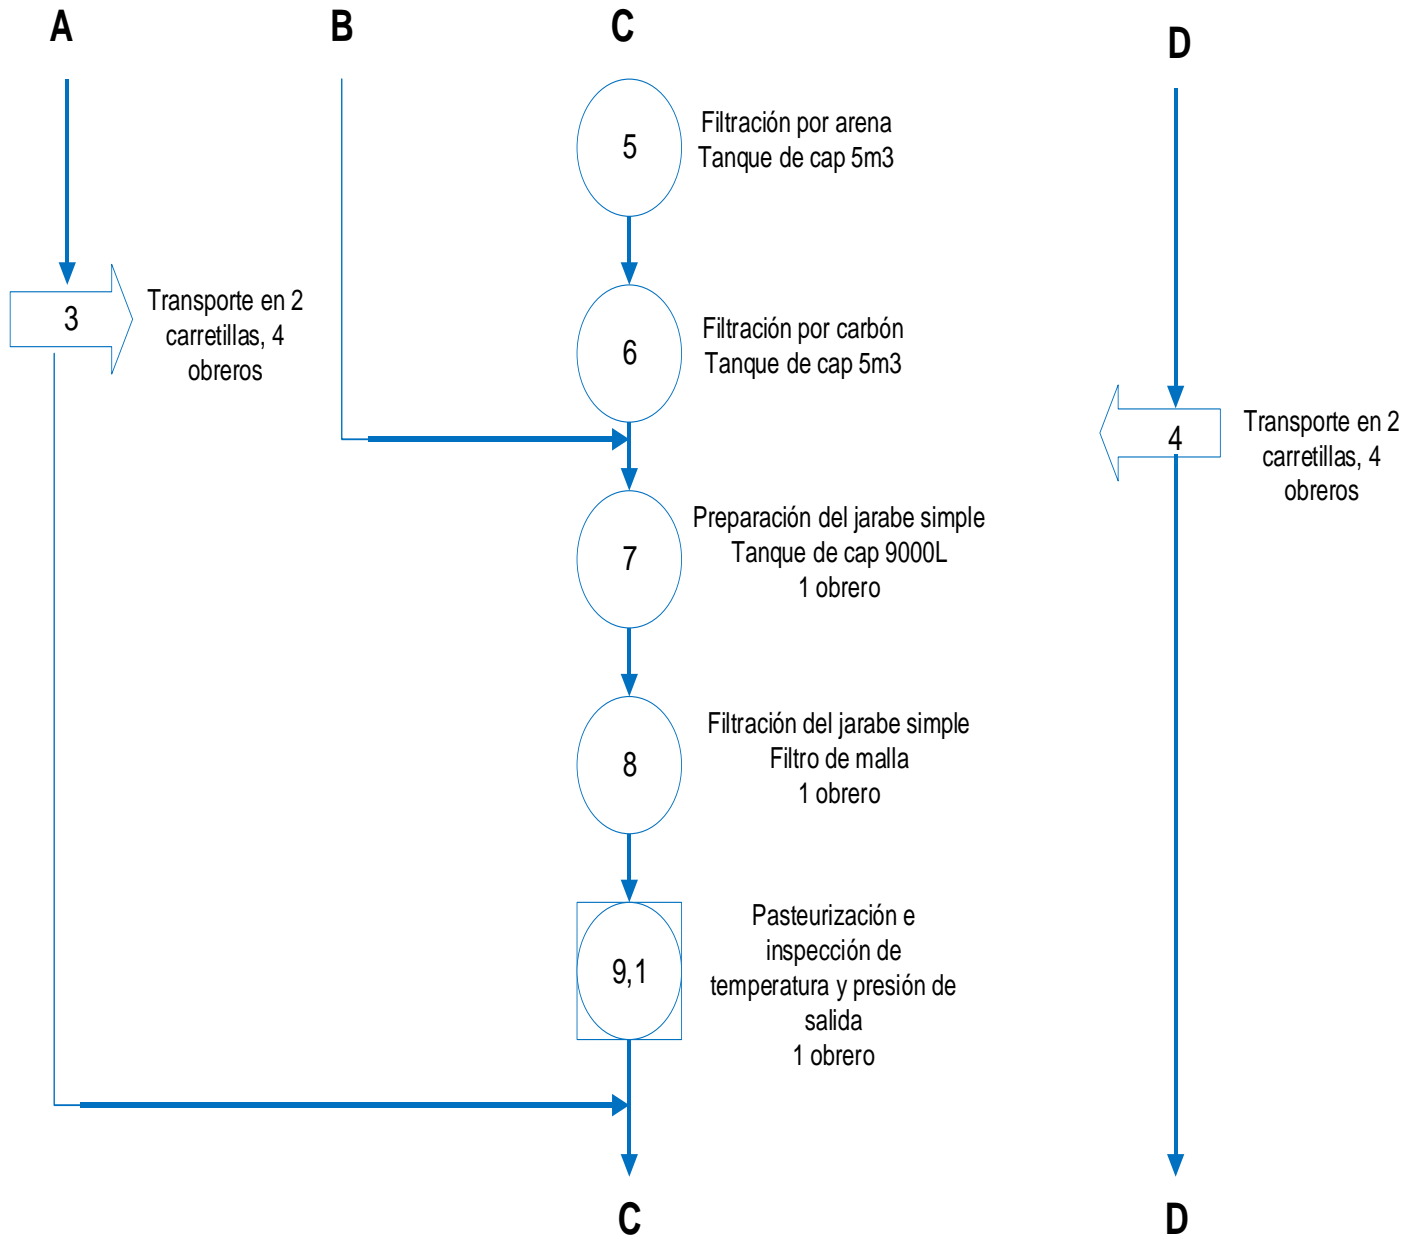 A
B
C
D
5
Filtración por arena
Tanque de cap 5m3
3
Transporte en 2
carretillas, 4
obreros
6
Filtración por carbón
Tanque de cap 5m3
4
Transporte en 2
carretillas, 4
obreros
7
Preparación del jarabe simple
Tanque de cap 9000L
1 obrero
8
Filtración del jarabe simple
Filtro de malla
1 obrero
9,1
Pasteurización e
inspección de
temperatura y presión de
salida
1 obrero
C
D